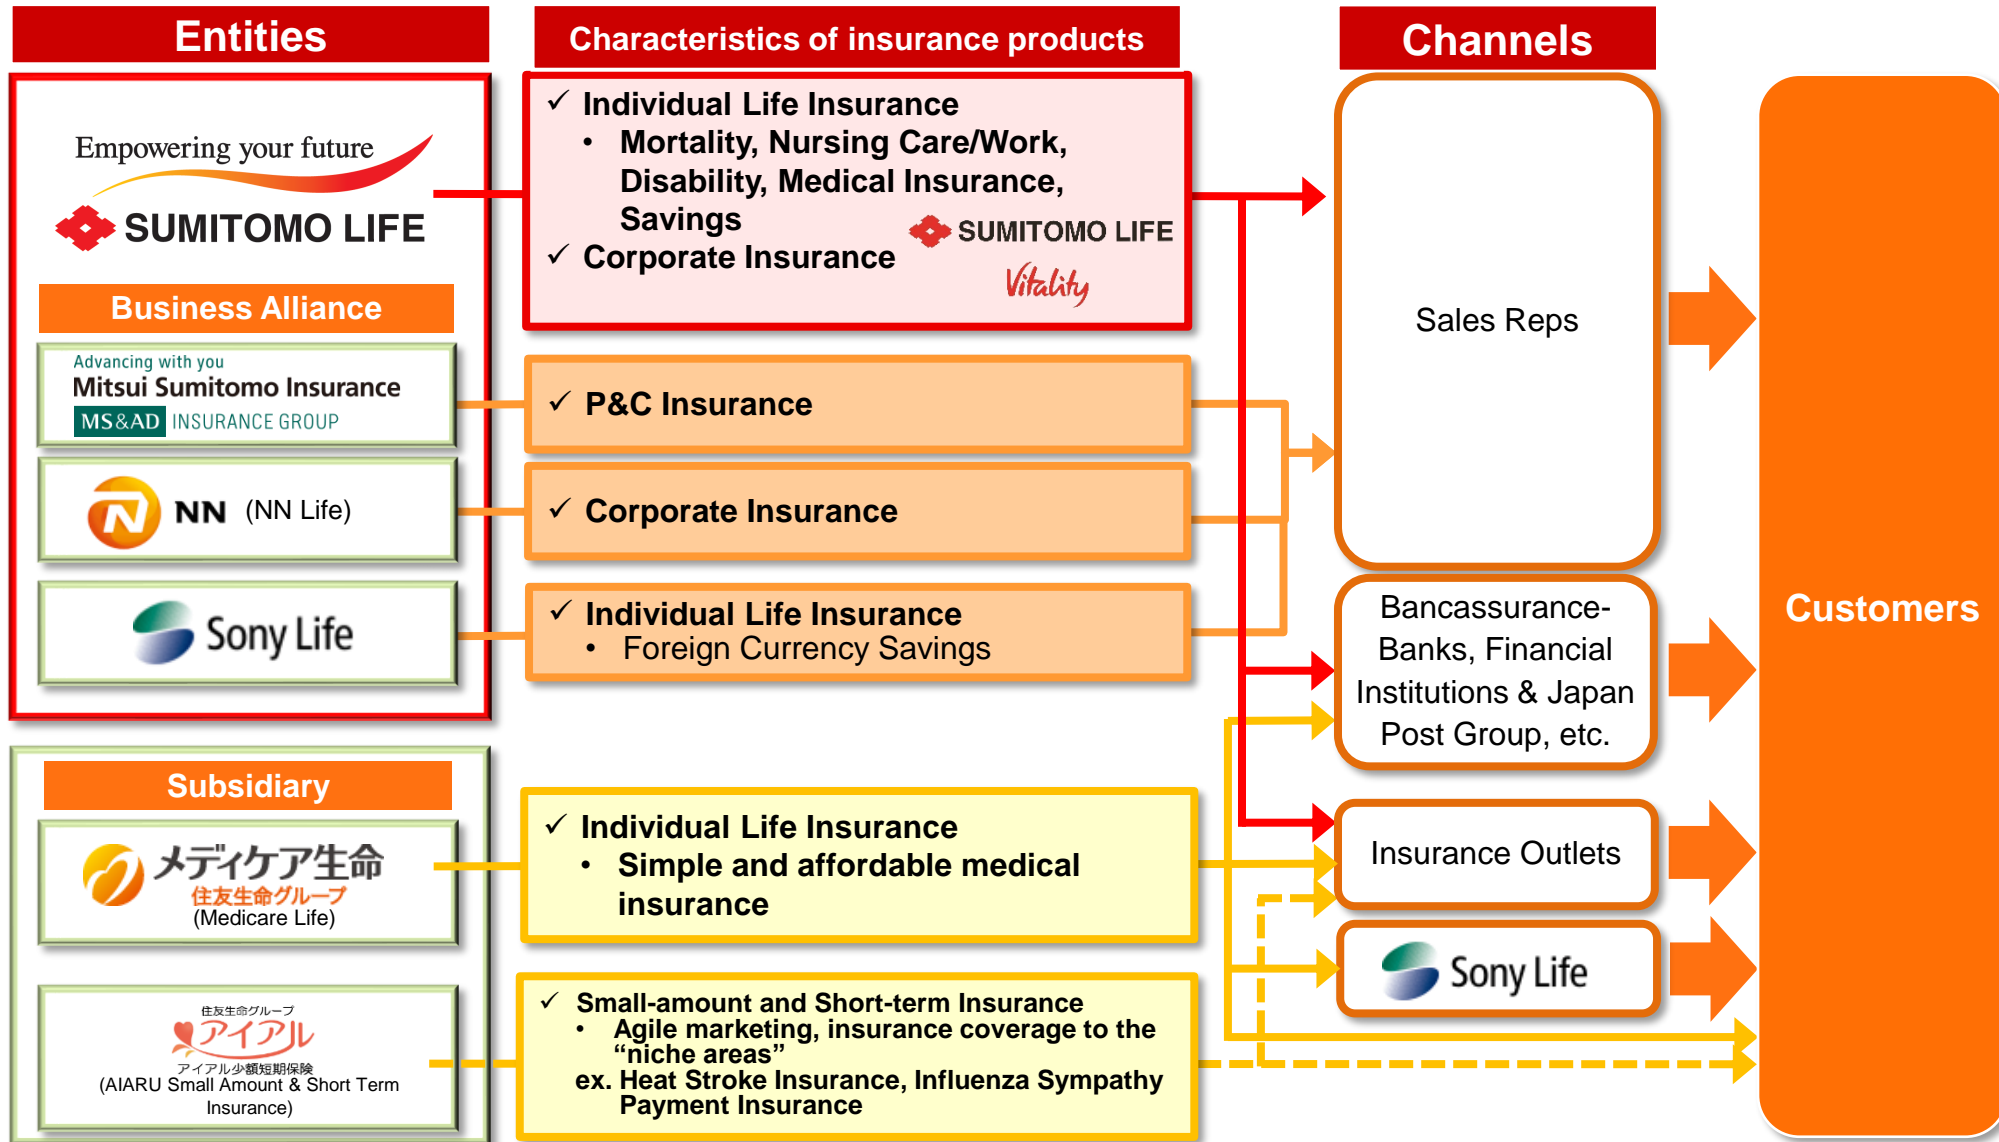 Entities
Characteristics of insurance products
Channels
Empowering your future
SUMITOMO LIFE
✓ Individual Life Insurance
• Mortality, Nursing Care/Work,
Disability, Medical Insurance,
Savings
✓ Corporate Insurance
SUMITOMO LIFE
Vitality
Business Alliance
Advancing with you
Mitsui Sumitomo Insurance
MS&AD INSURANCE GROUP
✓ P&C Insurance
NN (NN Life)
✓ Corporate Insurance
Sony Life
✓ Individual Life Insurance
• Foreign Currency Savings
Sales Reps
Bancassurance-
Banks, Financial
Institutions & Japan
Post Group, etc.
Customers
Subsidiary
メディケア生命
住友生命グループ
(Medicare Life)
✓ Individual Life Insurance
• Simple and affordable medical
insurance
Insurance Outlets
Sony Life
住友生命グループ
アイアル
アイアル少額短期保険
(AIARU Small Amount & Short Term
Insurance)
✓ Small-amount and Short-term Insurance
• Agile marketing, insurance coverage to the
“niche areas”
ex. Heat Stroke Insurance, Influenza Sympathy
Payment Insurance